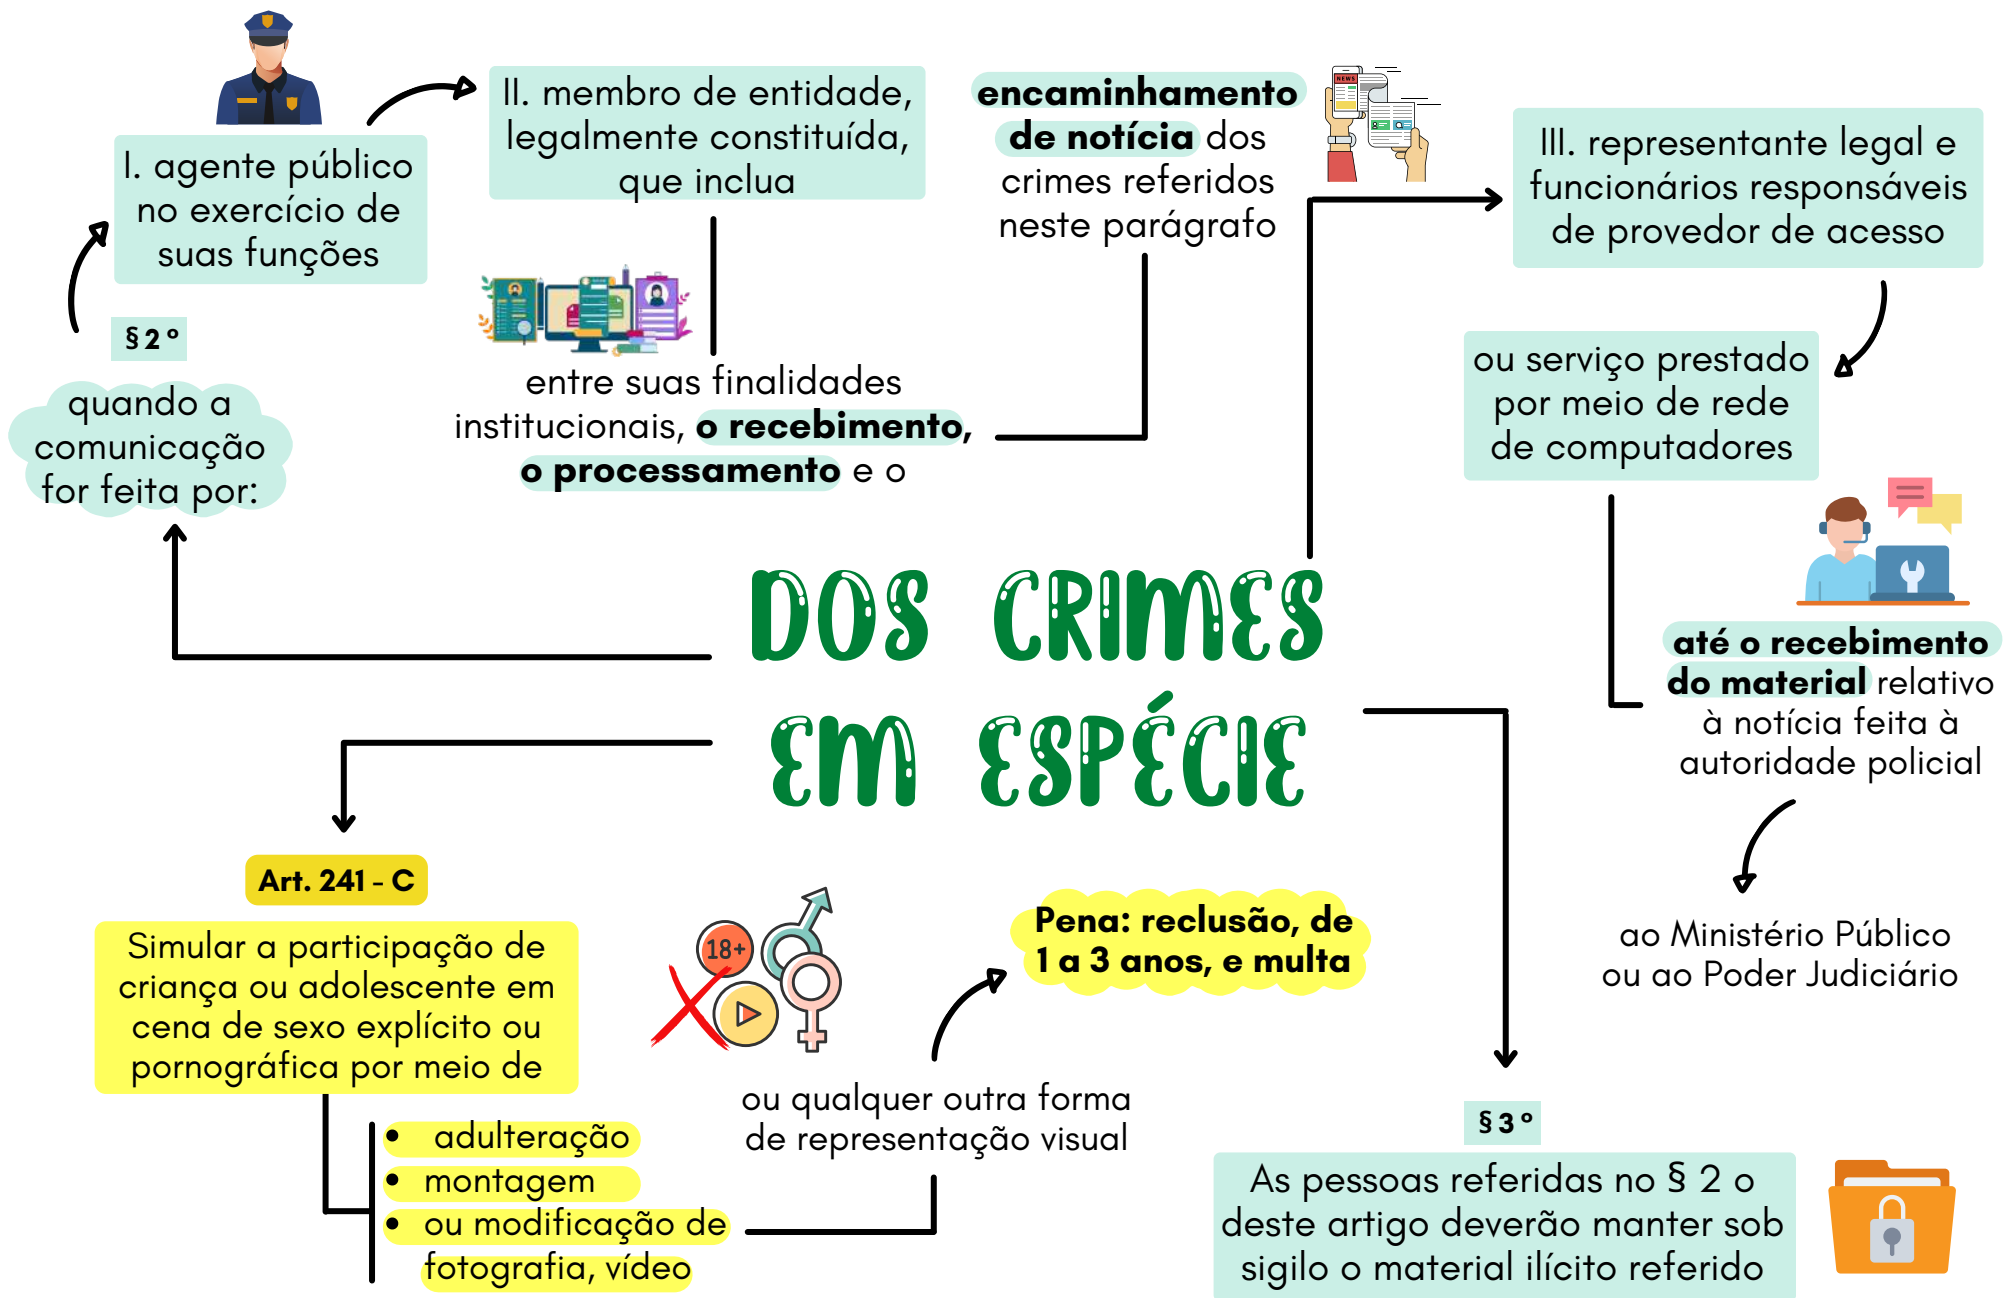 DOS CRIMES
EM ESPÉCIE
§ 2 º
quando a
comunicação
for feita por:
I. agente público
no exercício de
suas funções
II. membro de entidade,
legalmente constituída,
que inclua
entre suas finalidades
institucionais, o recebimento,
o processamento e o
encaminhamento
de notícia dos
crimes referidos
neste parágrafo
NEWS
III. representante legal e
funcionários responsáveis
de provedor de acesso
ou serviço prestado
por meio de rede
de computadores
até o recebimento
do material relativo
à notícia feita à
autoridade policial
ao Ministério Público
ou ao Poder Judiciário
§ 3 º
As pessoas referidas no § 2 o
deste artigo deverão manter sob
sigilo o material ilícito referido
Art. 241 - C
Simular a participação de
criança ou adolescente em
cena de sexo explícito ou
pornográfica por meio de
• adulteração
• montagem
• ou modificação de
fotografia, vídeo
18+
ou qualquer outra forma
de representação visual
Pena: reclusão, de
1 a 3 anos, e multa